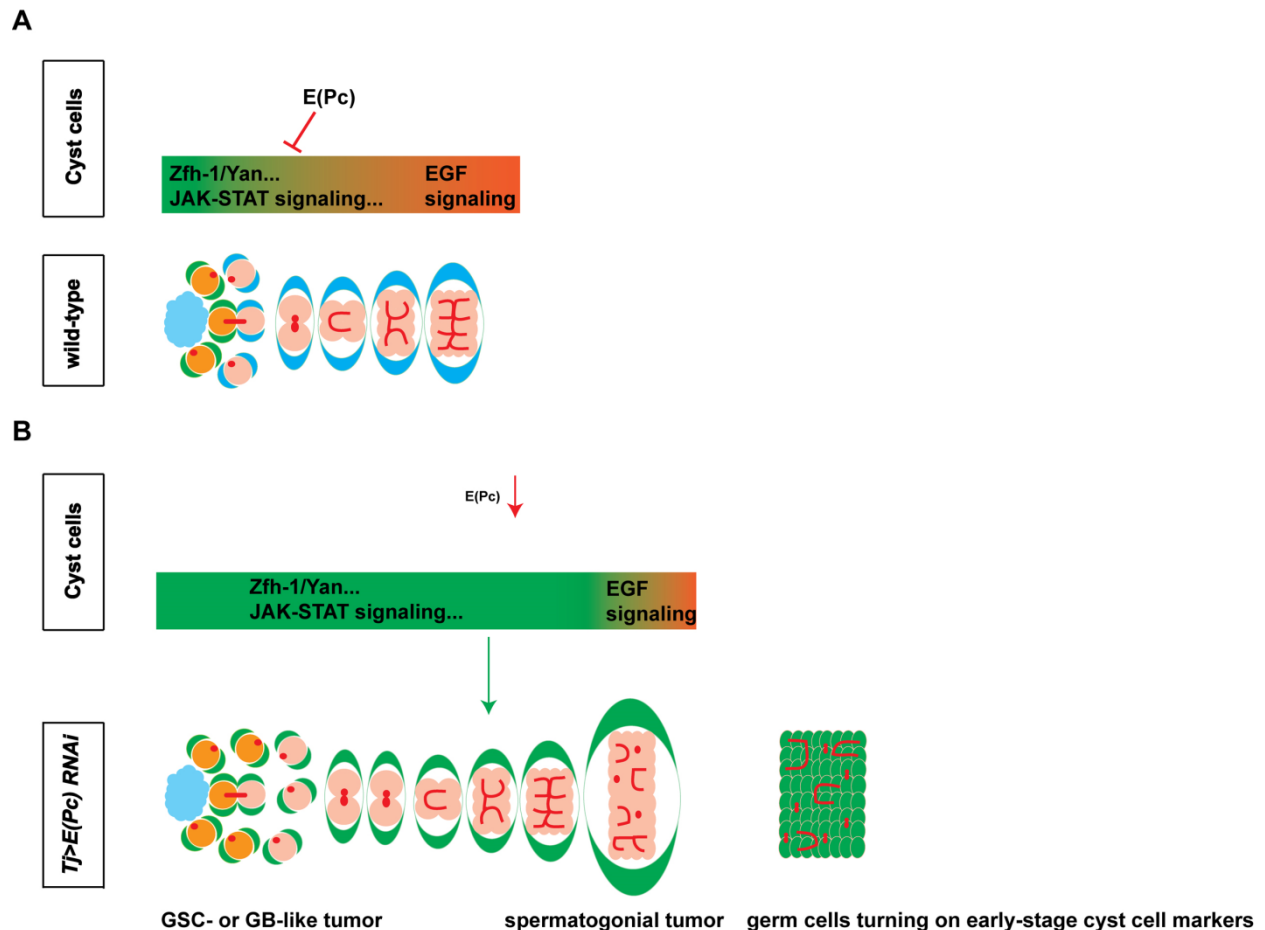 A
Cyst cells
E(Pc)
Zfh-1/Yan...
JAK-STAT signaling...
EGF
signaling
wild-type
B
Cyst cells
E(Pc)
Zfh-1/Yan...
JAK-STAT signaling...
EGF
signaling
Tj>E(Pc) RNAi
GSC- or GB-like tumor
spermatogonial tumor
germ cells turning on early-stage cyst cell markers